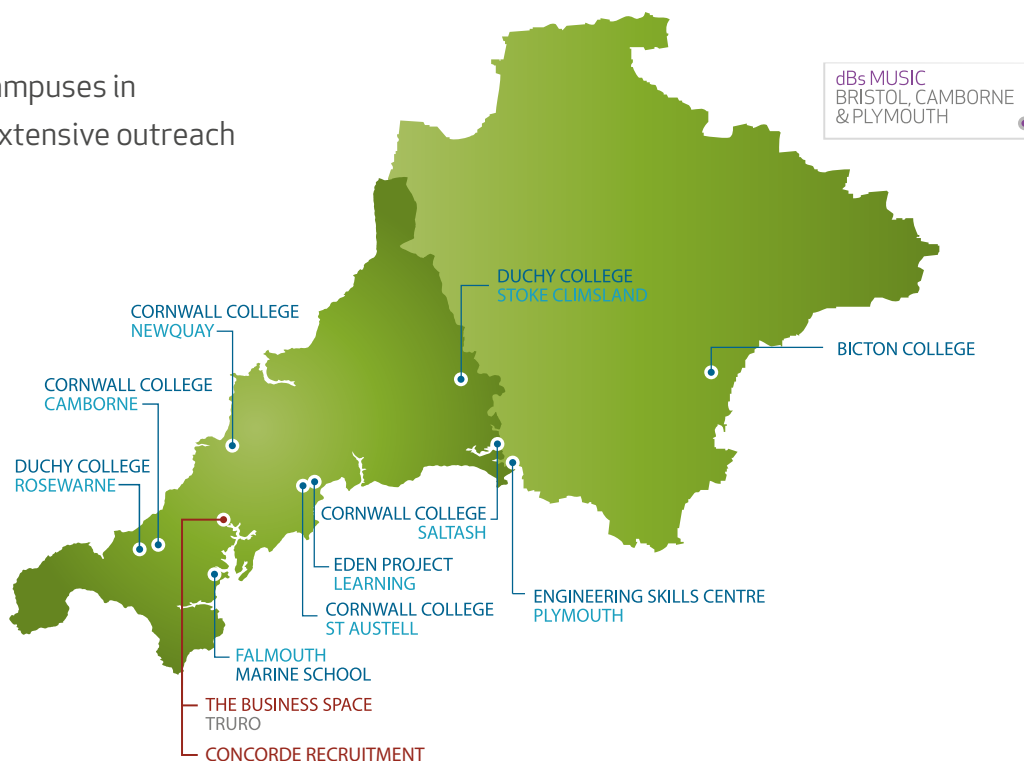 ampuses in
xtensive outreach
dBs MUSIC
BRISTOL, CAMBORNE
& PLYMOUTH
DUCHY COLLEGE
STOKE CLIMSLAND
CORNWALL COLLEGE
NEWQUAY
BICTON COLLEGE
CORNWALL COLLEGE
CAMBORNE
DUCHY COLLEGE
ROSEWARNE
CORNWALL COLLEGE
SALTASH
EDEN PROJECT
LEARNING
ENGINEERING SKILLS CENTRE
PLYMOUTH
CORNWALL COLLEGE
ST AUSTELL
FALMOUTH
MARINE SCHOOL
THE BUSINESS SPACE
TRURO
CONCORDE RECRUITMENT